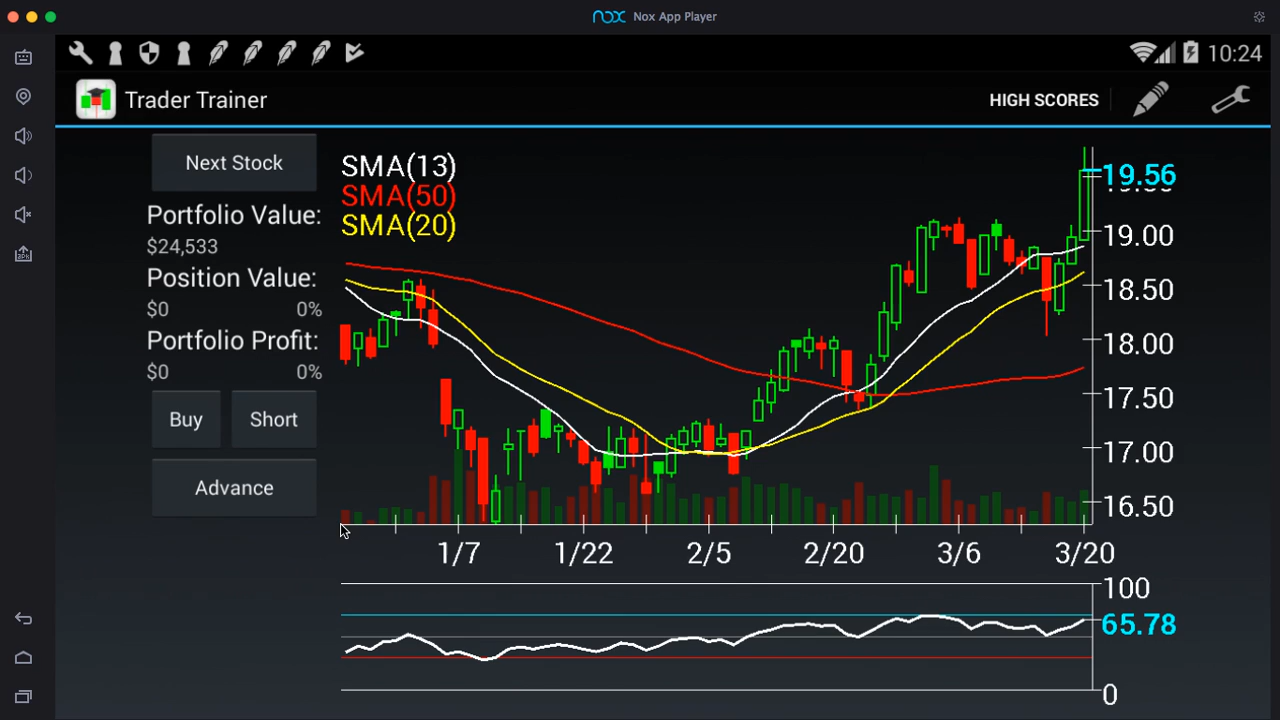 nox Nox App Player
10:24
Trader Trainer
HIGH SCORES
Next Stock
Portfolio Value:
$24,533
Position Value:
$0 0%
Portfolio Profit:
$0 0%
Buy Short
Advance
SMA(13)
SMA(50)
SMA(20)
19.56
19.00
18.50
18.00
17.50
17.00
16.50
1/7 1/22 2/5 2/20 3/6 3/20
100
65.78
0